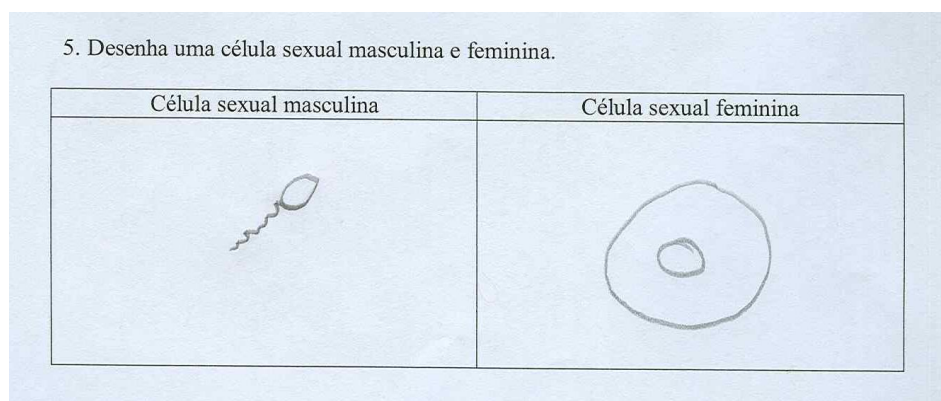 5. Desenha uma célula sexual masculina e feminina.
Célula sexual masculina
Célula sexual feminina